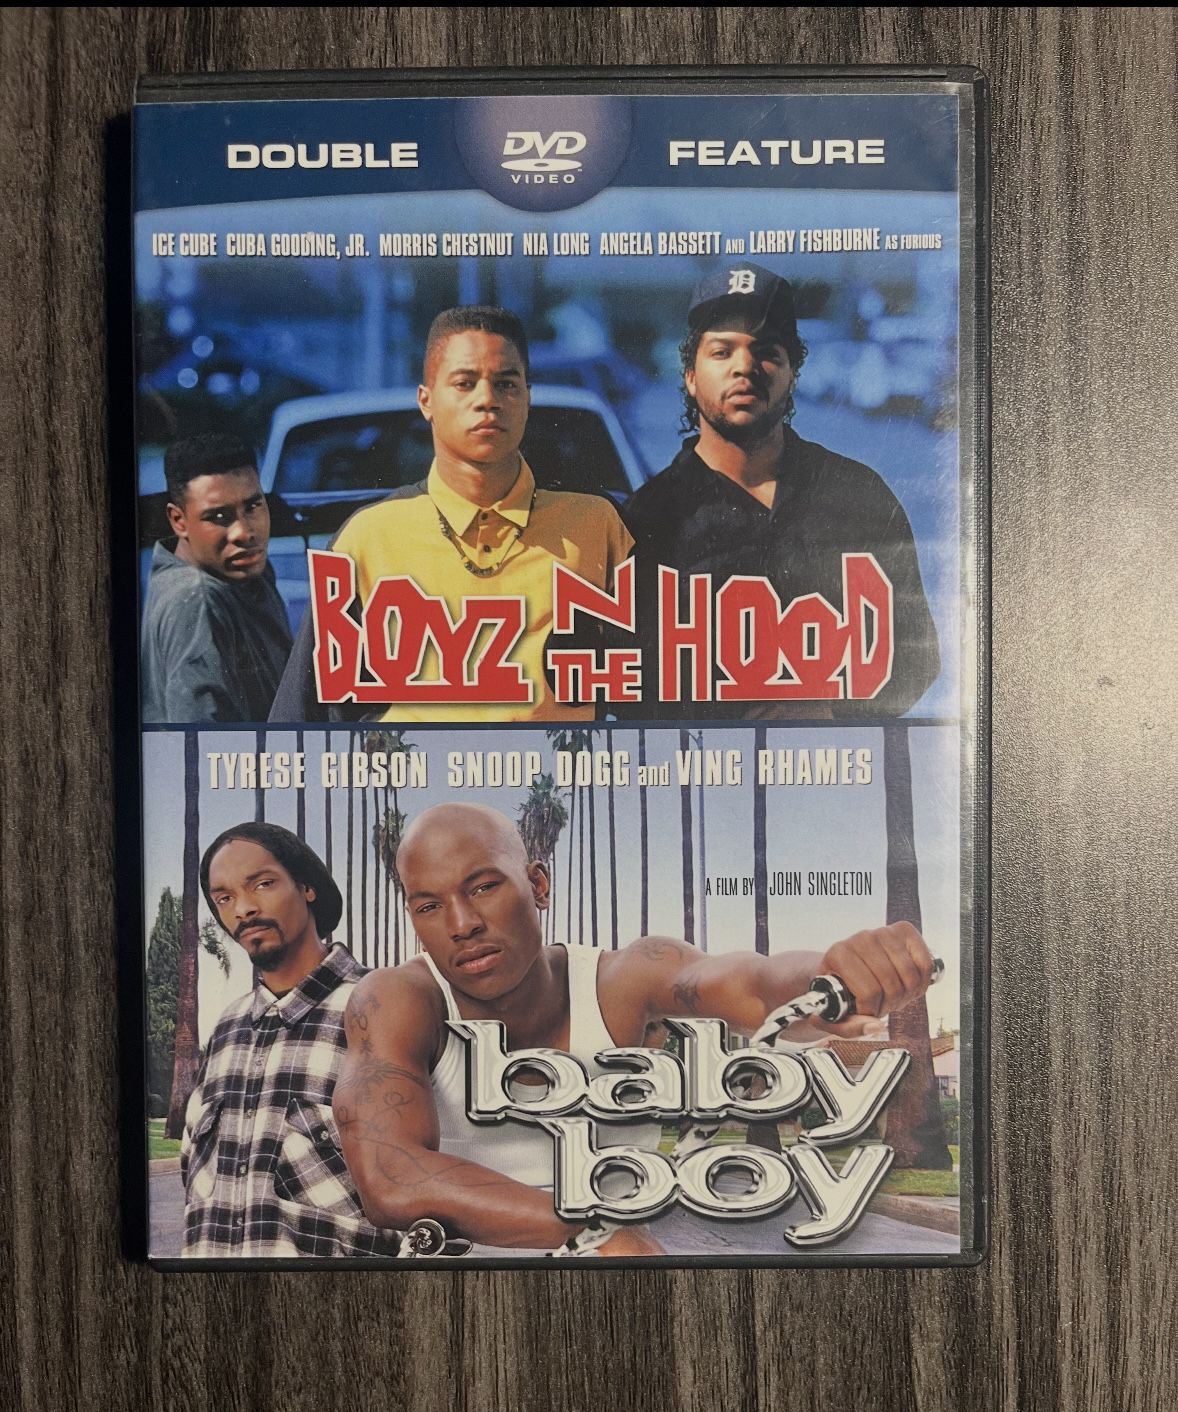 DOUBLE DVD VIDEO FEATURE
ICE CUBE CUBA GOODING, JR. MORRIS CHESTNUT NIA LONG ANGELA BASSETT AND LARRY FISHBURNE AS FURIOUS
D
BOYZ N THE HOOD
TYRESE GIBSON SNOOP DOGG and VING RHAMES
A FILM BY JOHN SINGLETON
baby
boy